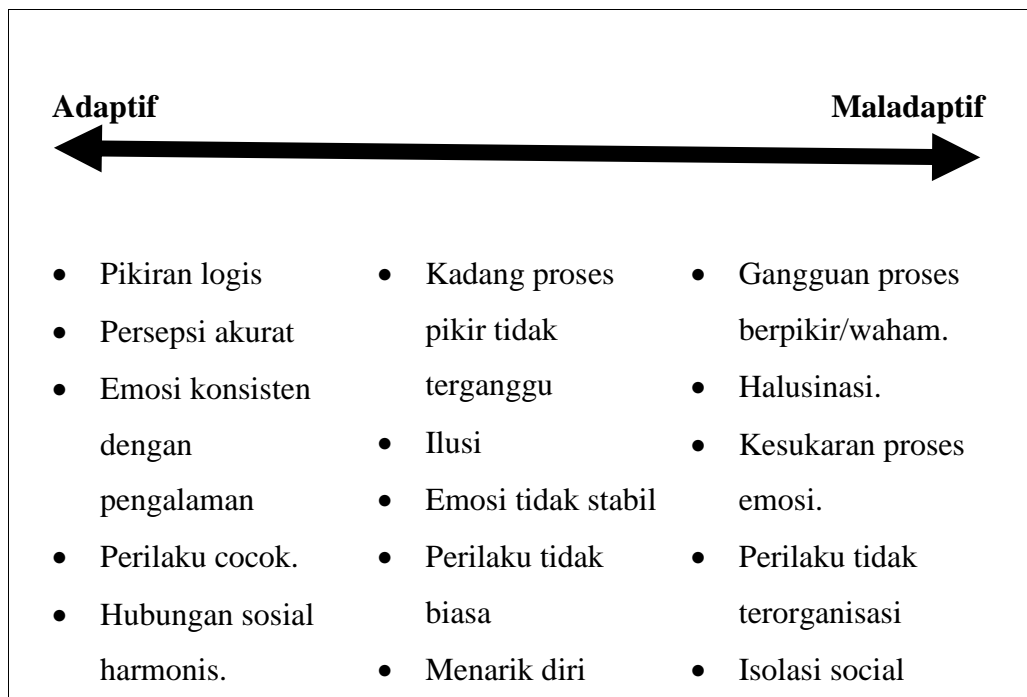 Adaptif
Maladaptif
• Pikiran logis
• Persepsi akurat
• Emosi konsisten
dengan
pengalaman
• Perilaku cocok.
• Hubungan sosial
harmonis.
• Kadang proses
pikir tidak
terganggu
• Ilusi
• Emosi tidak stabil
• Perilaku tidak
biasa
• Menarik diri
• Gangguan proses
berpikir/waham.
• Halusinasi.
• Kesukaran proses
emosi.
• Perilaku tidak
terorganisasi
• Isolasi social